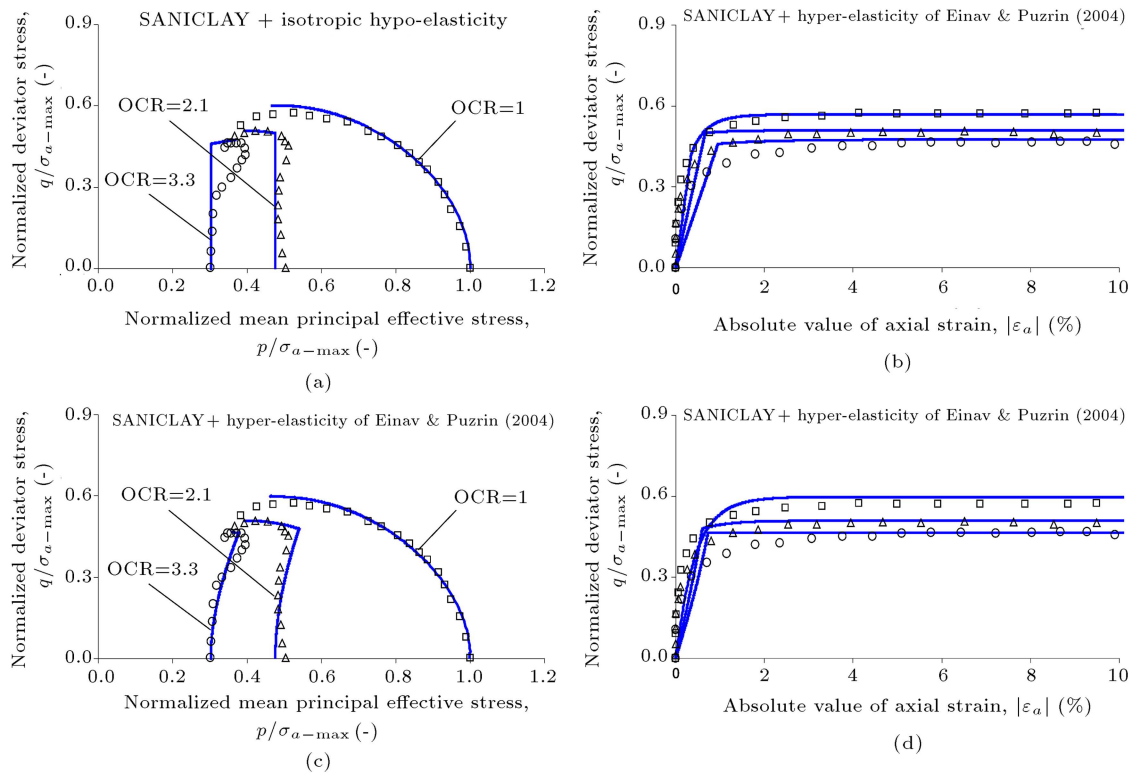 SANICLAY + isotropic hypo-elasticity
Normalized deviator stress,
q/σa−max (-)
0.9
0.6
0.3
0.0
OCR=2.1
OCR=1
OCR=3.3
0.0 0.2 0.4 0.6 0.8 1.0 1.2
Normalized mean principal effective stress,
p/σa−max (-)
(a)
SANICLAY + hyper-elasticity of Einav & Puzrin (2004)
Normalized deviator stress,
q/σa−max (-)
0.9
0.6
0.3
0.0
0 2 4 6 8 10
Absolute value of axial strain, |εa| (%)
(b)
SANICLAY+ hyper-elasticity of Einav & Puzrin (2004)
Normalized deviator stress,
q/σa−max (-)
0.9
0.6
0.3
0.0
OCR=2.1
OCR=1
OCR=3.3
0.0 0.2 0.4 0.6 0.8 1.0 1.2
Normalized mean principal effective stress,
p/σa−max (-)
(c)
SANICLAY+ hyper-elasticity of Einav & Puzrin (2004)
Normalized deviator stress,
q/σa−max (-)
0.9
0.6
0.3
0.0
0 2 4 6 8 10
Absolute value of axial strain, |εa| (%)
(d)